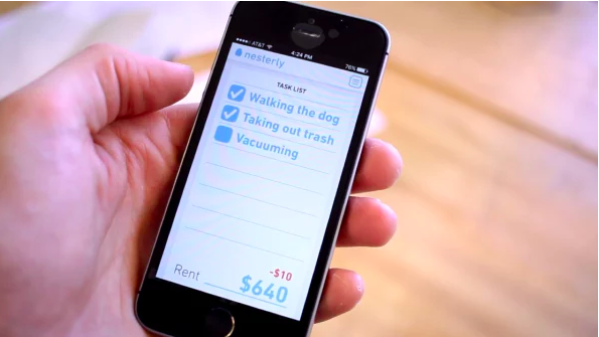 AT&T 4:24 PM 76%
nesterly
TASK LIST
Walking the dog
Taking out trash
Vacuuming
-$10
Rent $640